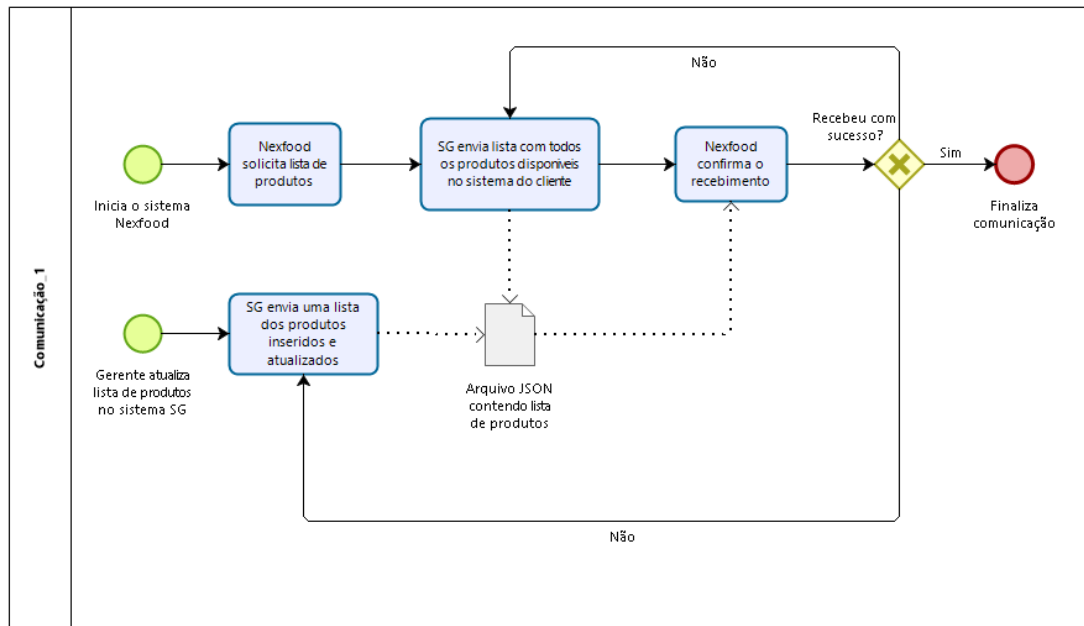 Comunicação_1
Não
Recebeu com
sucesso?
Nexfood
solicita lista de
produtos
SG envia lista com todos
os produtos disponiveis
no sistema do cliente
Nexfood
confirma o
recebimento
Sim
Inicia o sistema
Nexfood
Finaliza
comunicação
SG envia uma lista
dos produtos
inseridos e
atualizados
Gerente atualiza
lista de produtos
no sistema SG
Arquivo JSON
contendo lista
de produtos
Não